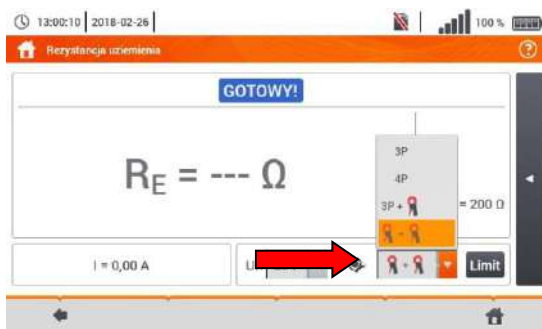 13:00:10 2018-02-26 100 %
Rezystancja uziemienia
GOTOWY!
3P
RE = --- Ω
4P
3P +
= 200 Ω
I = 0,00 A
Limit